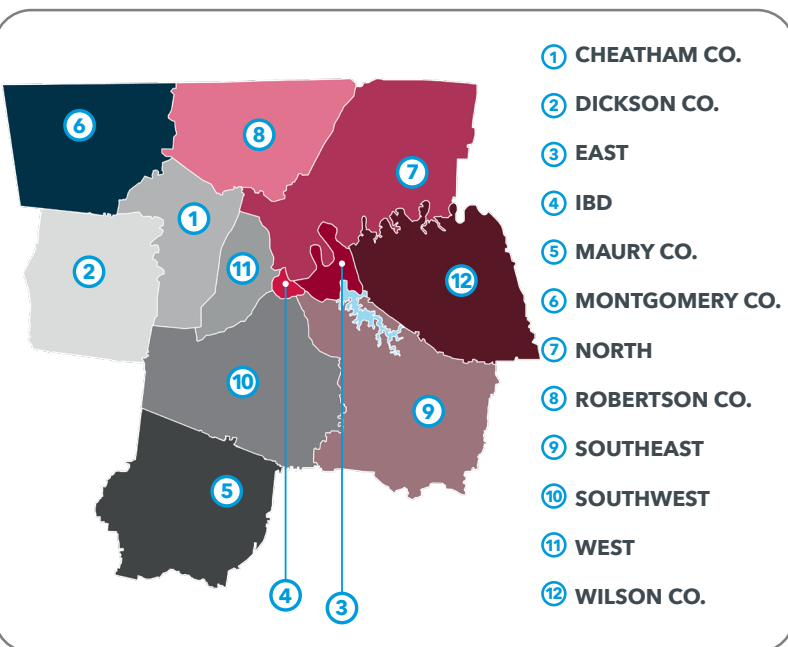 6
8
7
1
11
2
12
10
9
5
4
3
1 CHEATHAM CO.
2 DICKSON CO.
3 EAST
4 IBD
5 MAURY CO.
6 MONTGOMERY CO.
7 NORTH
8 ROBERTSON CO.
9 SOUTHEAST
10 SOUTHWEST
11 WEST
12 WILSON CO.